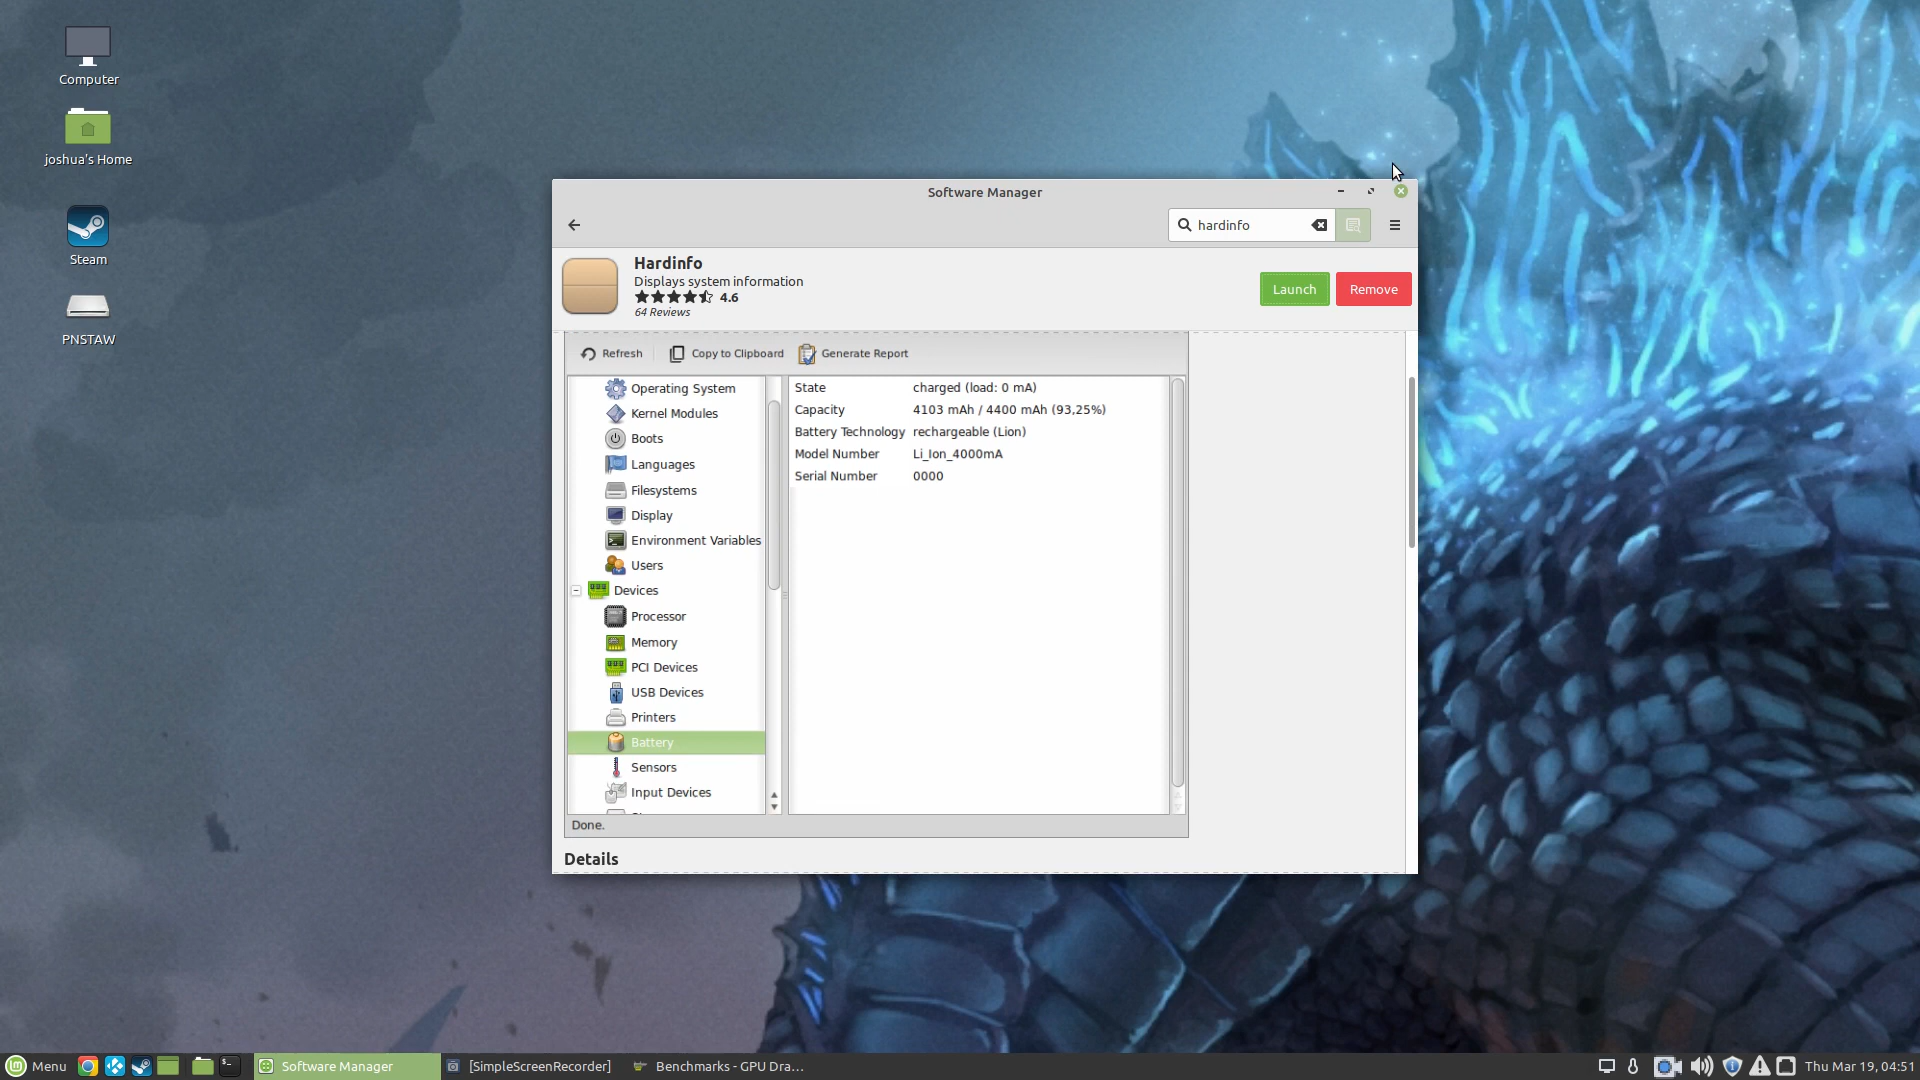 Computer
joshua's Home
Steam
PNSTAW
Software Manager
hardinfo
Hardinfo
Displays system information
4.6
64 Reviews
Launch
Remove
Refresh
Copy to Clipboard
Generate Report
Operating System
Kernel Modules
Boots
Languages
Filesystems
Display
Environment Variables
Users
Devices
Processor
Memory
PCI Devices
USB Devices
Printers
Battery
Sensors
Input Devices
State charged (load: 0 mA)
Capacity 4103 mAh / 4400 mAh (93,25%)
Battery Technology rechargeable (Lion)
Model Number Li_Ion_4000mA
Serial Number 0000
Done.
Details
Menu
Software Manager
[SimpleScreenRecorder]
Benchmarks - GPU Dra...
Thu Mar 19, 04:51